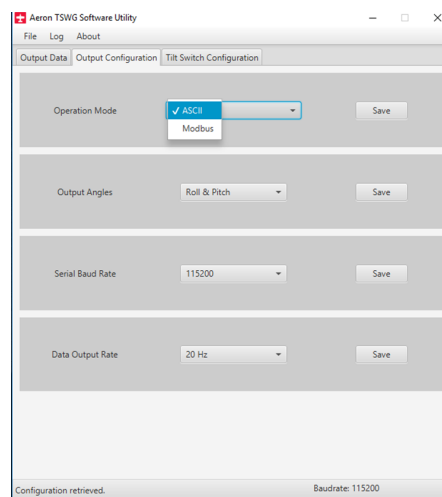 Aeron TSWG Software Utility
File Log About
Output Data Output Configuration Tilt Switch Configuration
Operation Mode ✓ ASCII Save
Modbus
Output Angles Roll & Pitch Save
Serial Baud Rate 115200 Save
Data Output Rate 20 Hz Save
Configuration retrieved. Baudrate: 115200